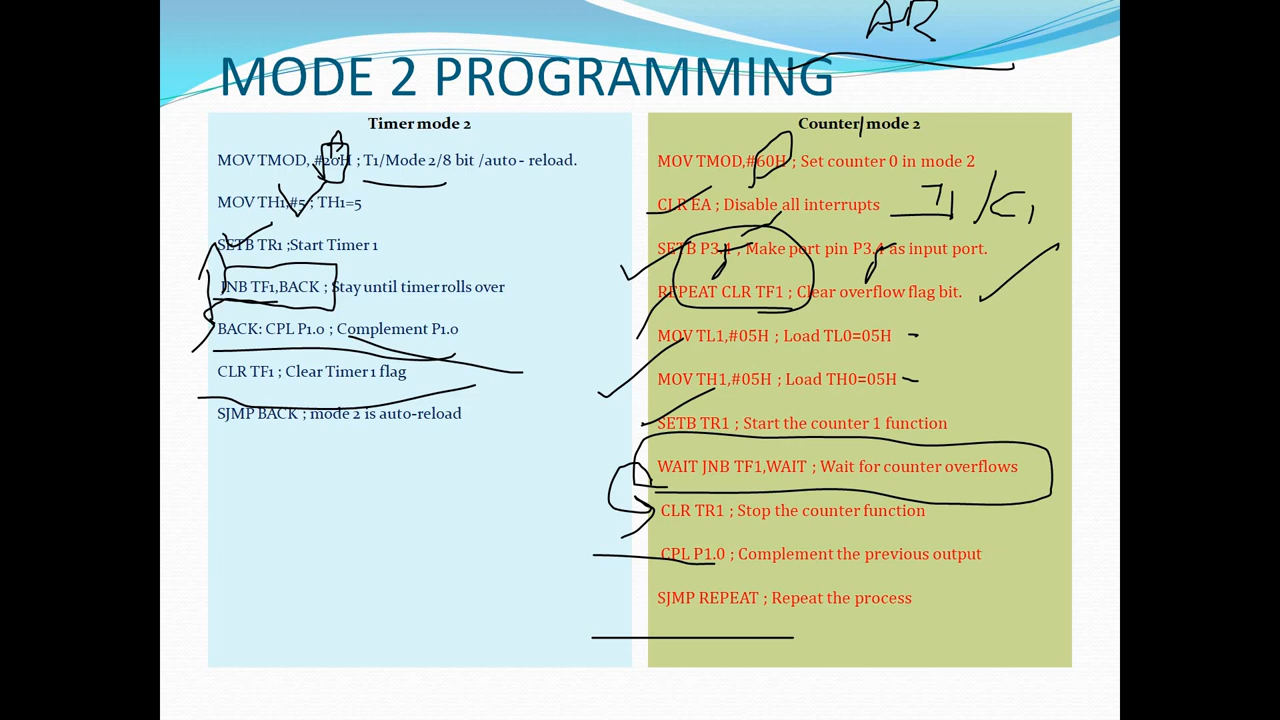 AR
MODE 2 PROGRAMMING
Timer mode 2
MOV TMOD, #20H ; T1/Mode 2/8 bit /auto - reload.
MOV TH1,#5 ; TH1=5
SETB TR1 ;Start Timer 1
JNB TF1,BACK ; Stay until timer rolls over
BACK: CPL P1.0 ; Complement P1.0
CLR TF1 ; Clear Timer 1 flag
SJMP BACK ; mode 2 is auto-reload
Counter mode 2
MOV TMOD,#60H ; Set counter 0 in mode 2
CLR EA ; Disable all interrupts
T1/C1
SETB P3.4 ; Make port pin P3.4 as input port.
REPEAT CLR TF1 ; Clear overflow flag bit.
MOV TL1,#05H ; Load TL0=05H
MOV TH1,#05H ; Load TH0=05H
SETB TR1 ; Start the counter 1 function
WAIT JNB TF1,WAIT ; Wait for counter overflows
CLR TR1 ; Stop the counter function
CPL P1.0 ; Complement the previous output
SJMP REPEAT ; Repeat the process